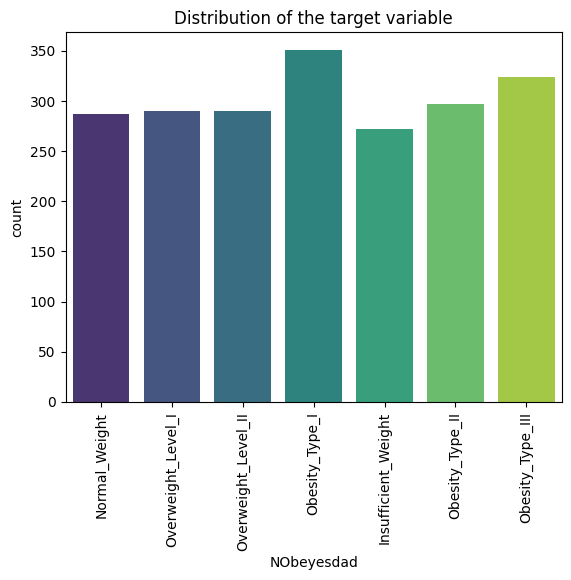 Distribution of the target variable
350
300
250
200
150
100
50
0
count
Normal_Weight
Overweight_Level_I
Overweight_Level_II
Obesity_Type_I
Insufficient_Weight
Obesity_Type_II
Obesity_Type_III
NObeyesdad